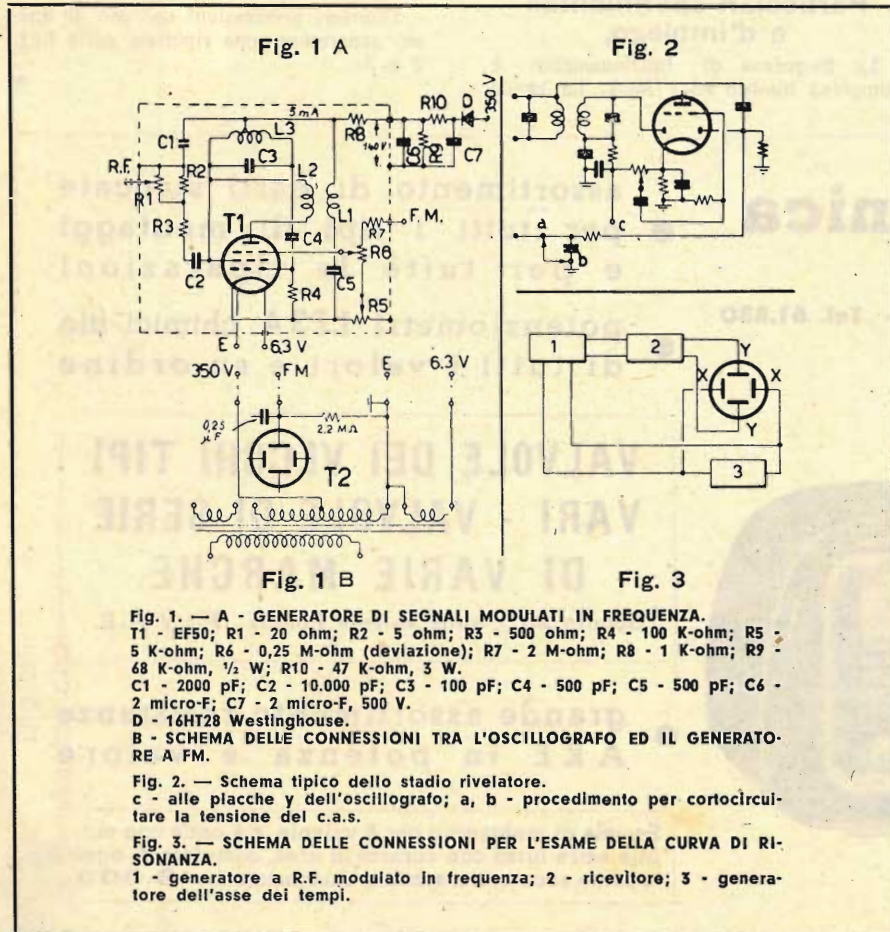 Fig. 1 A
Fig. 2
5 mA
R8
R10
D
350 V
C1
L3
140 V
C6
R9
C7
R.F.
R2
C3
L2
R1
R3
T1
L1
R7
F.M.
C4
R6
C2
R4
C5
R5
E
6,3 V
350 V
FM
E
6.3 V
0,25 µF
2.2 MΩ
T2
a
b
c
1
2
Y
X
X
Y
3
Fig. 1 B
Fig. 3
Fig. 1. — A - GENERATORE DI SEGNALI MODULATI IN FREQUENZA.
T1 - EF50; R1 - 20 ohm; R2 - 5 ohm; R3 - 500 ohm; R4 - 100 K-ohm; R5 -
5 K-ohm; R6 - 0,25 M-ohm (deviazione); R7 - 2 M-ohm; R8 - 1 K-ohm; R9 -
68 K-ohm, ½ W; R10 - 47 K-ohm, 3 W.
C1 - 2000 pF; C2 - 10.000 pF; C3 - 100 pF; C4 - 500 pF; C5 - 500 pF; C6 -
2 micro-F; C7 - 2 micro-F, 500 V.
D - 16HT28 Westinghouse.
B - SCHEMA DELLE CONNESSIONI TRA L'OSCILLOGRAFO ED IL GENERATO-
RE A FM.
Fig. 2. — Schema tipico dello stadio rivelatore.
c - alle placche y dell'oscillografo; a, b - procedimento per cortocircui-
tare la tensione del c.a.s.
Fig. 3. — SCHEMA DELLE CONNESSIONI PER L'ESAME DELLA CURVA DI RI-
SONANZA.
1 - generatore a R.F. modulato in frequenza; 2 - ricevitore; 3 - genera-
tore dell'asse dei tempi.